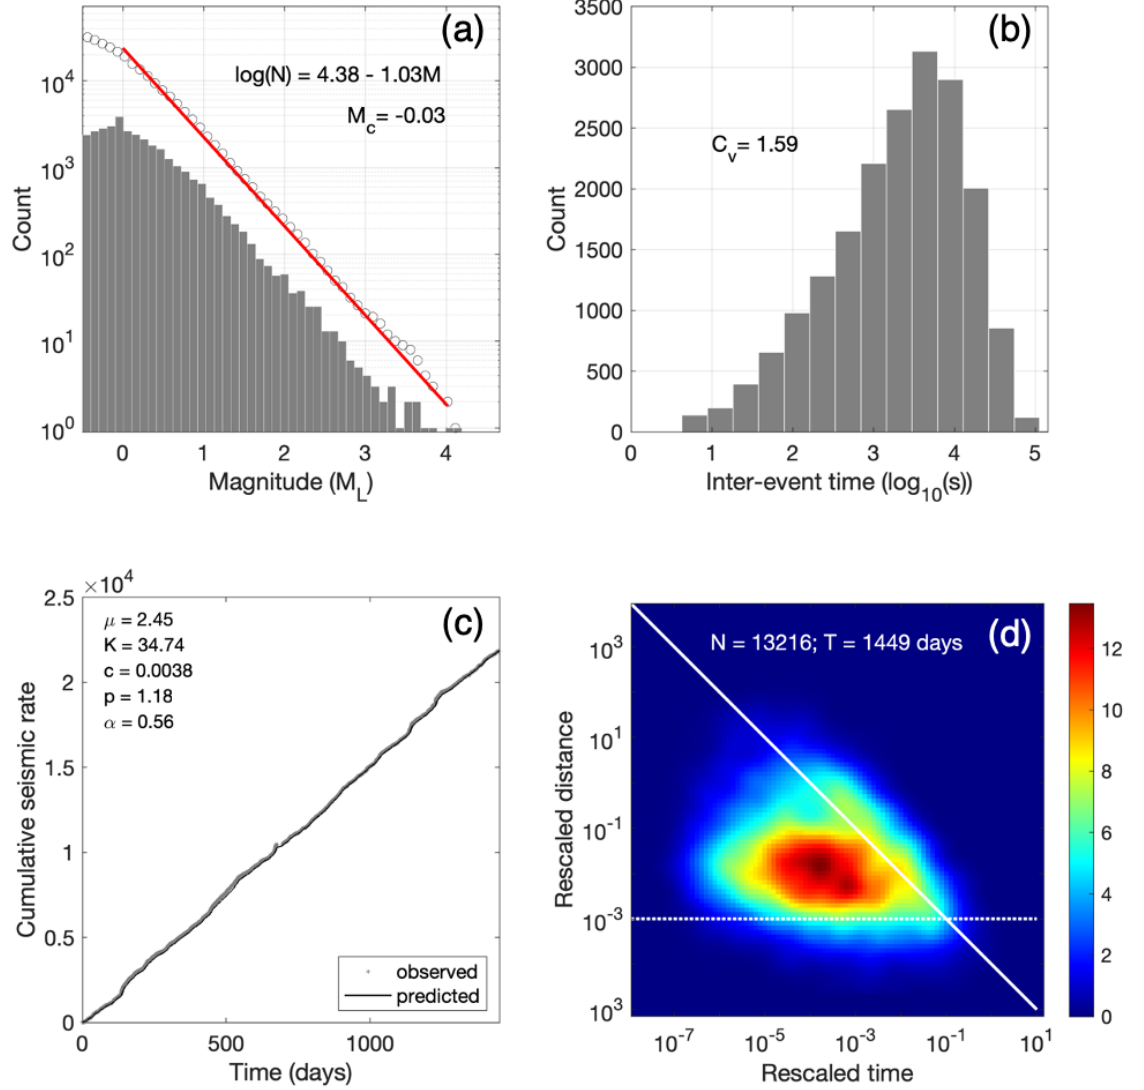 (a)
log(N) = 4.38 - 1.03M
M_c= -0.03
Count
10^4
10^3
10^2
10^1
10^0
0 1 2 3 4
Magnitude (M_L)
(b)
C_v= 1.59
Count
3500
3000
2500
2000
1500
1000
500
0
0 1 2 3 4 5
Inter-event time (log_10(s))
(c)
×10^4
μ = 2.45
K = 34.74
c = 0.0038
p = 1.18
α = 0.56
Cumulative seismic rate
2.5
2
1.5
1
0.5
0
observed
predicted
0 500 1000
Time (days)
(d)
N = 13216; T = 1449 days
Rescaled distance
10^3
10^1
10^-1
10^-3
10^3
10^-7 10^-5 10^-3 10^-1 10^1
Rescaled time
12
10
8
6
4
2
0